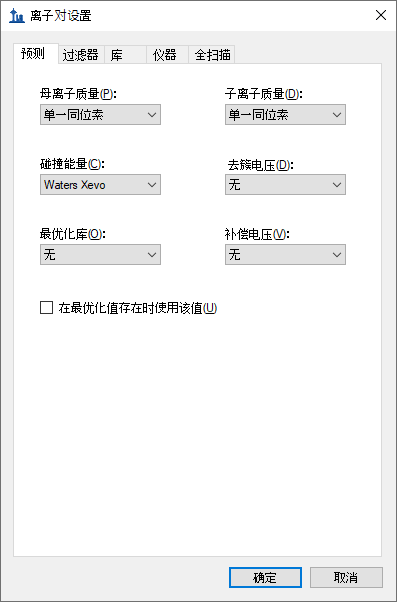 离子对设置
预测 过滤器 库 仪器 全扫描
母离子质量(P): 子离子质量(D):
单一同位素 单一同位素
碰撞能量(C): 去簇电压(D):
Waters Xevo 无
最优化库(O): 补偿电压(V):
无 无
在最优化值存在时使用该值(U)
确定 取消